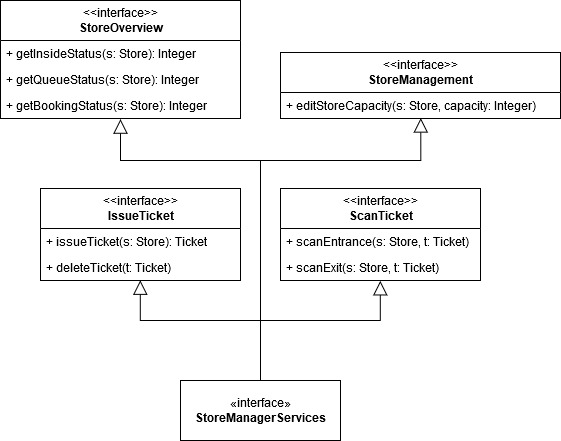 <<interface>>
StoreOverview
+ getInsideStatus(s: Store): Integer
+ getQueueStatus(s: Store): Integer
+ getBookingStatus(s: Store): Integer
<<interface>>
StoreManagement
+ editStoreCapacity(s: Store, capacity: Integer)
<<interface>>
IssueTicket
+ issueTicket(s: Store): Ticket
+ deleteTicket(t: Ticket)
<<interface>>
ScanTicket
+ scanEntrance(s: Store, t: Ticket)
+ scanExit(s: Store, t: Ticket)
«interface»
StoreManagerServices